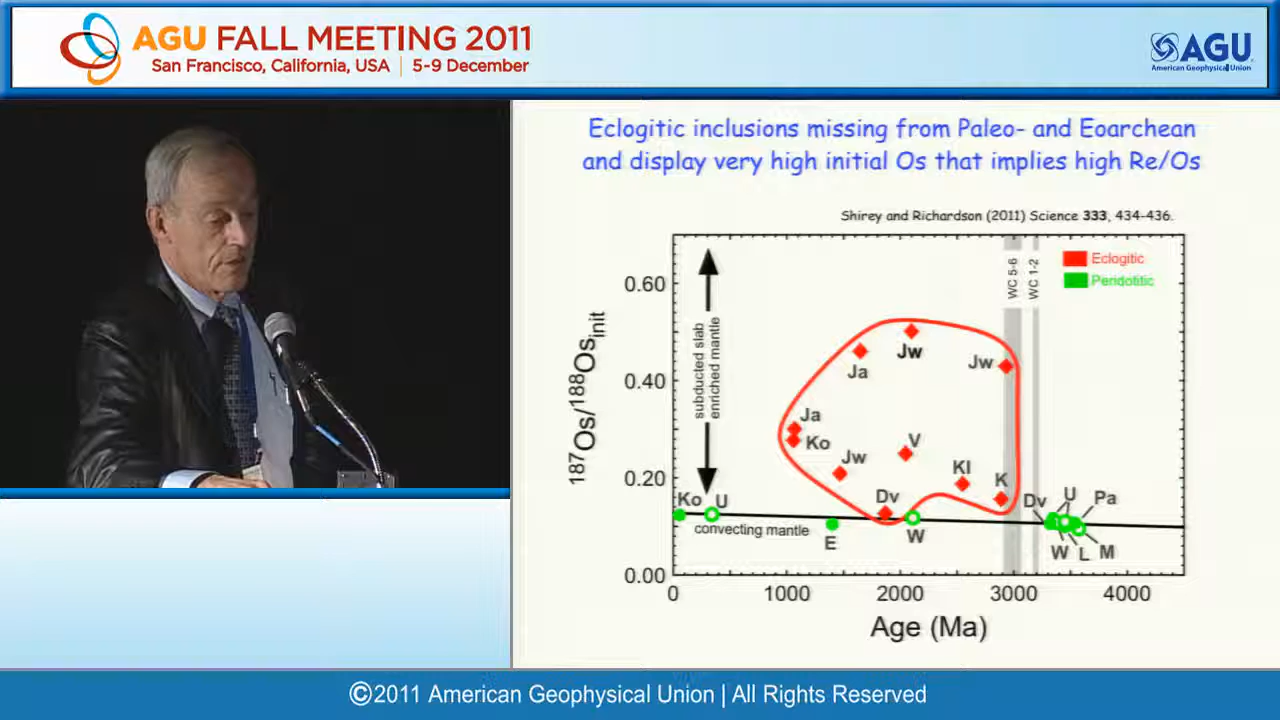 AGU FALL MEETING 2011
San Francisco, California, USA | 5-9 December
AGU
American Geophysical Union
Eclogitic inclusions missing from Paleo- and Eoarchean
and display very high initial Os that implies high Re/Os
Shirey and Richardson (2011) Science 333, 434-436.
187Os/188Osinit
0.60
0.40
0.20
0.00
subducted slab
enriched mantle
WC 5-6
WC 1-2
Eclogitic
Peridotitic
Jw
Ja
Jw
Ja
Ko
Jw
V
Kl
K
Dv
Ko
U
convecting mantle
E
W
Dv
U
Pa
W
L
M
0
1000
2000
3000
4000
Age (Ma)
©2011 American Geophysical Union | All Rights Reserved